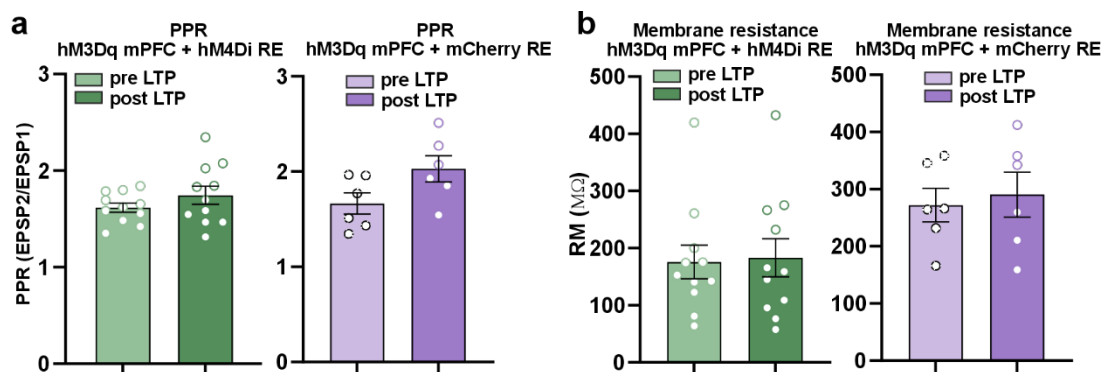 a
PPR
hM3Dq mPFC + hM4Di RE
pre LTP
post LTP
PPR (EPSP2/EPSP1)
3
2
1
0
PPR
hM3Dq mPFC + mCherry RE
pre LTP
post LTP
3
2
1
0
b
Membrane resistance
hM3Dq mPFC + hM4Di RE
pre LTP
post LTP
RM (MΩ)
500
400
300
200
100
0
Membrane resistance
hM3Dq mPFC + mCherry RE
pre LTP
post LTP
500
400
300
200
100
0